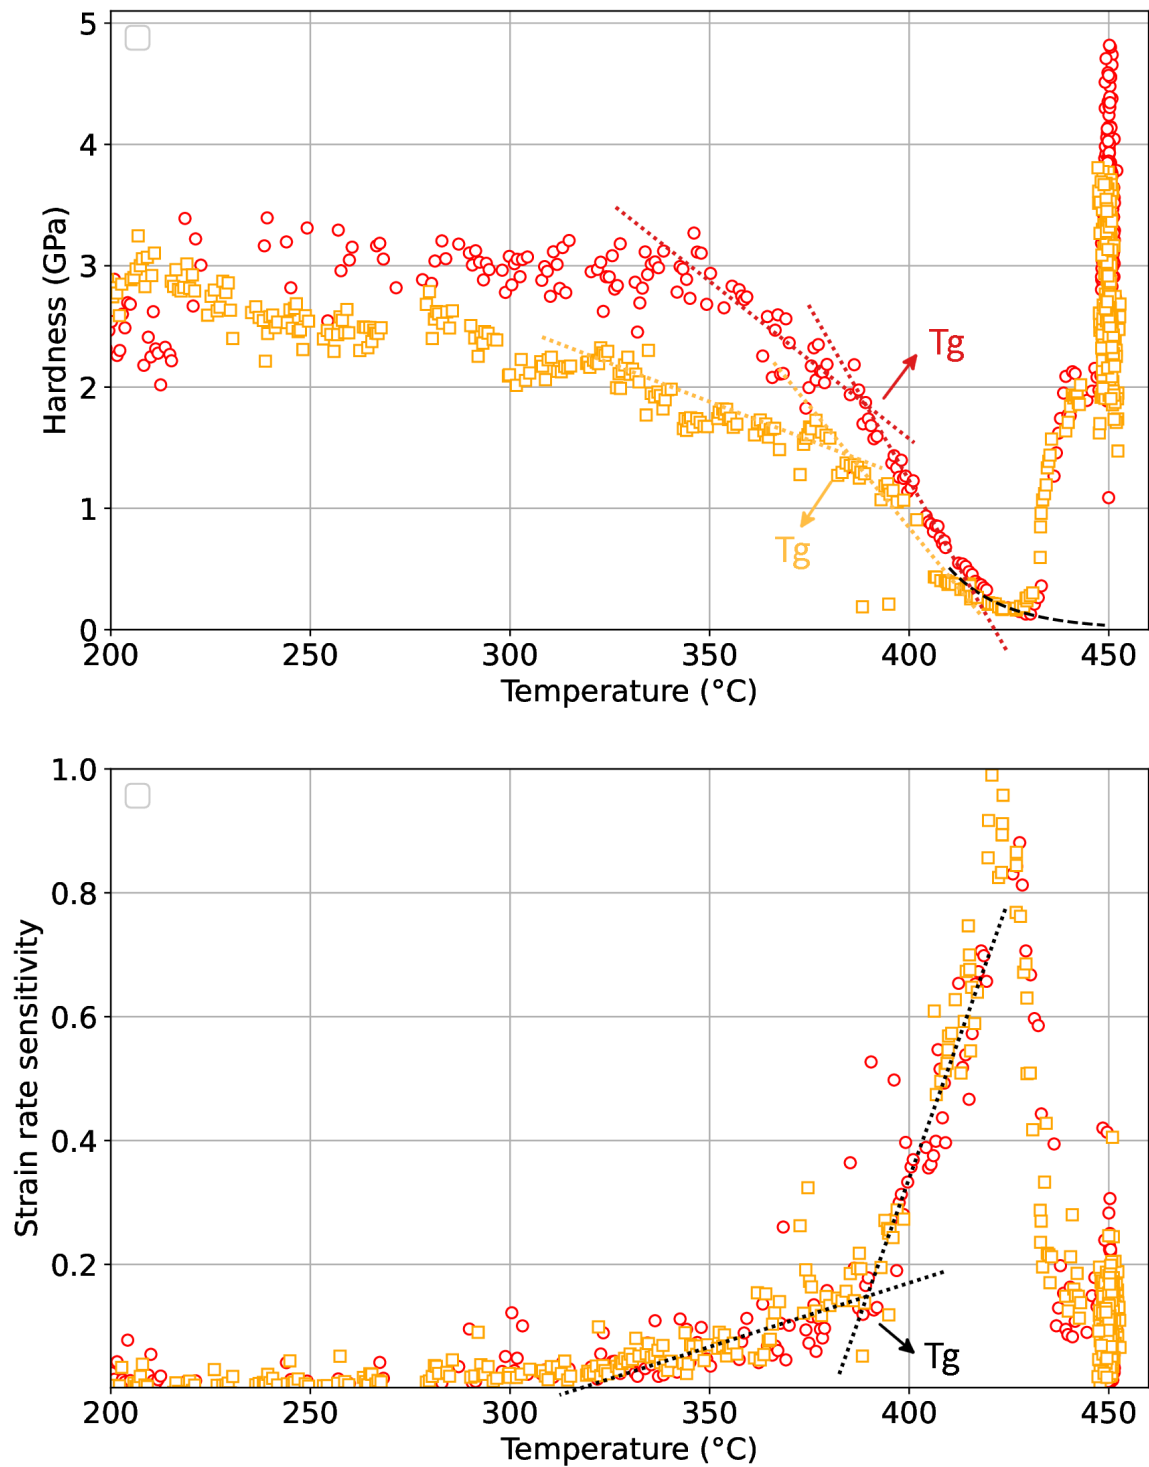 5
4
3
2
1
0
Hardness (GPa)
Tg
Tg
200 250 300 350 400 450
Temperature (°C)
1.0
0.8
0.6
0.4
0.2
Strain rate sensitivity
Tg
200 250 300 350 400 450
Temperature (°C)